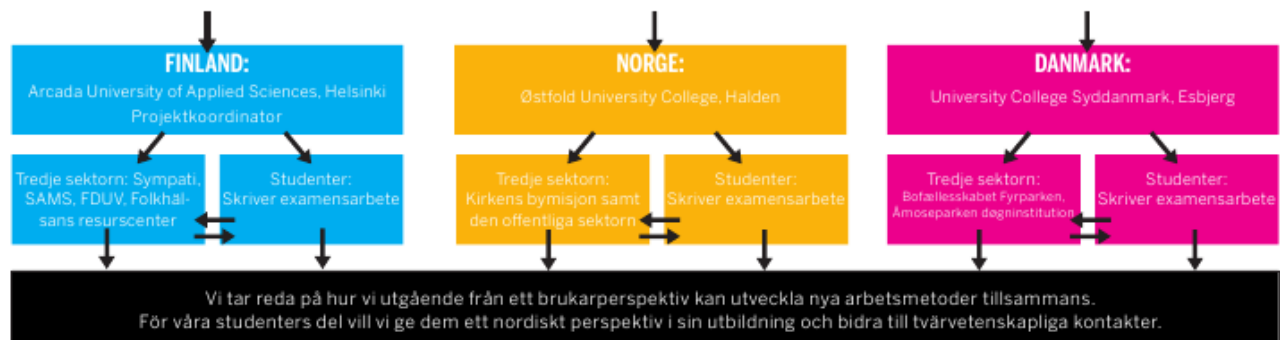 FINLAND:
Arcada University of Applied Sciences, Helsinki
Projektkoordinator
Tredje sektorn: Sympati,
SAMS, FDUV, Folkhäl-
sans resurscenter
Studenter:
Skriver examensarbete
NORGE:
Østfold University College, Halden
Tredje sektorn:
Kirkens bymisjon samt
den offentliga sektorn
Studenter:
Skriver examensarbete
DANMARK:
University College Syddanmark, Esbjerg
Tredje sektorn:
Bofællesskabet Fyrparken,
Åmoseparken døgninstitution
Studenter:
Skriver examensarbete
Vi tar reda på hur vi utgående från ett brukarperspektiv kan utveckla nya arbetsmetoder tillsammans.
För våra studenters del vill vi ge dem ett nordiskt perspektiv i sin utbildning och bidra till tvärvetenskapliga kontakter.